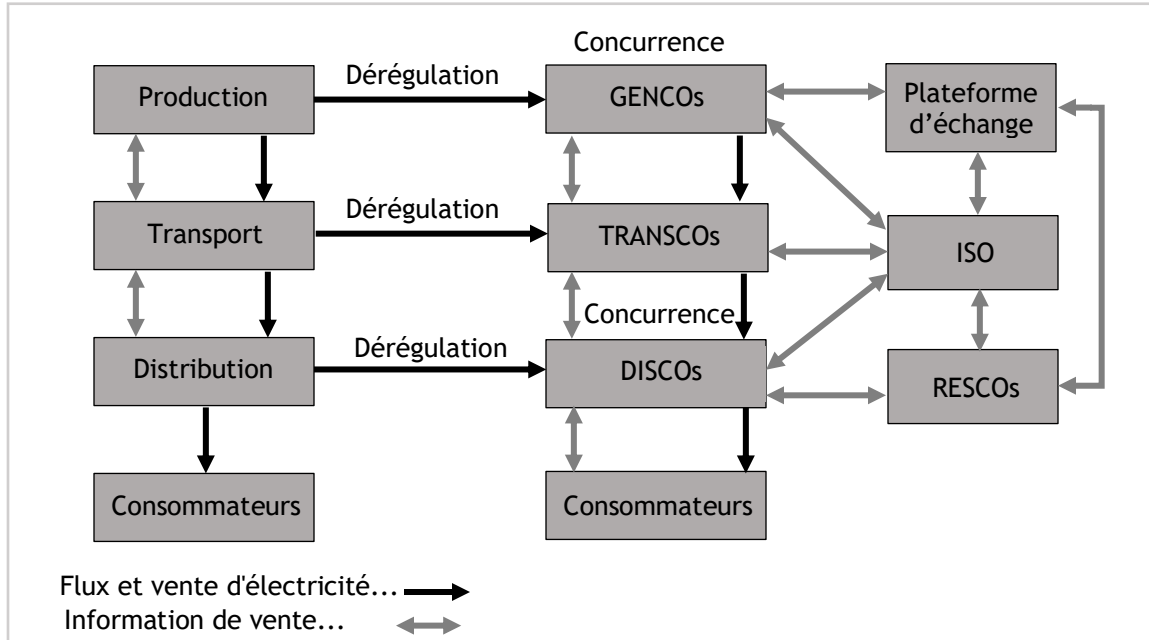 Concurrence
Dérégulation
Production
GENCOs
Plateforme
d’échange
Dérégulation
Transport
TRANSCOs
ISO
Concurrence
Dérégulation
Distribution
DISCOs
RESCOs
Consommateurs
Consommateurs
Flux et vente d'électricité...
Information de vente...